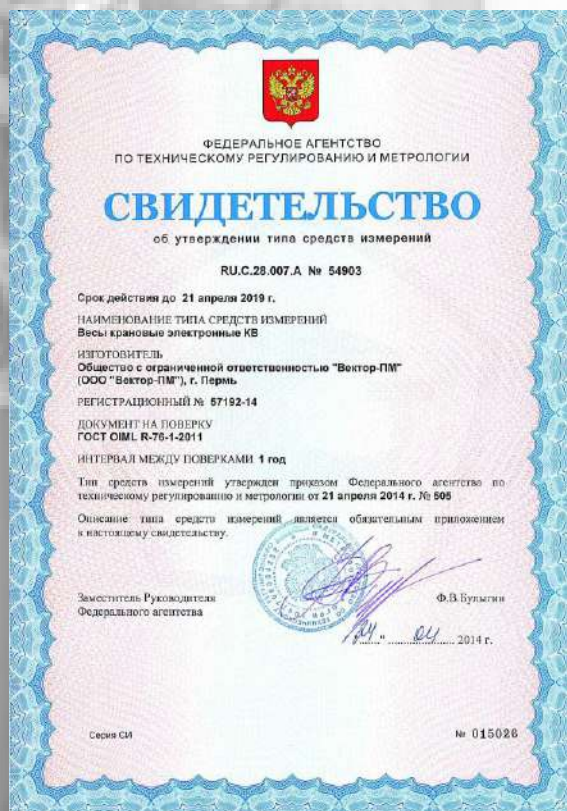 ФЕДЕРАЛЬНОЕ АГЕНТСТВО
ПО ТЕХНИЧЕСКОМУ РЕГУЛИРОВАНИЮ И МЕТРОЛОГИИ
СВИДЕТЕЛЬСТВО
об утверждении типа средств измерений
RU.C.28.007.A № 54903
Срок действия до 21 апреля 2019 г.
НАИМЕНОВАНИЕ ТИПА СРЕДСТВ ИЗМЕРЕНИЙ
Весы крановые электронные КВ
ИЗГОТОВИТЕЛЬ
Общество с ограниченной ответственностью "Вектор-ПМ"
(ООО "Вектор-ПМ"), г. Пермь
РЕГИСТРАЦИОННЫЙ № 57192-14
ДОКУМЕНТ НА ПОВЕРКУ
ГОСТ OIML R-76-1-2011
ИНТЕРВАЛ МЕЖДУ ПОВЕРКАМИ 1 год
Тип средств измерений утвержден приказом Федерального агентства по
техническому регулированию и метрологии от 21 апреля 2014 г. № 505
Описание типа средств измерений является обязательным приложением
к настоящему свидетельству.
Заместитель Руководителя
Федерального агентства
Ф.В.Булыгин
"24" 04 2014 г.
Серия СИ
№ 015026